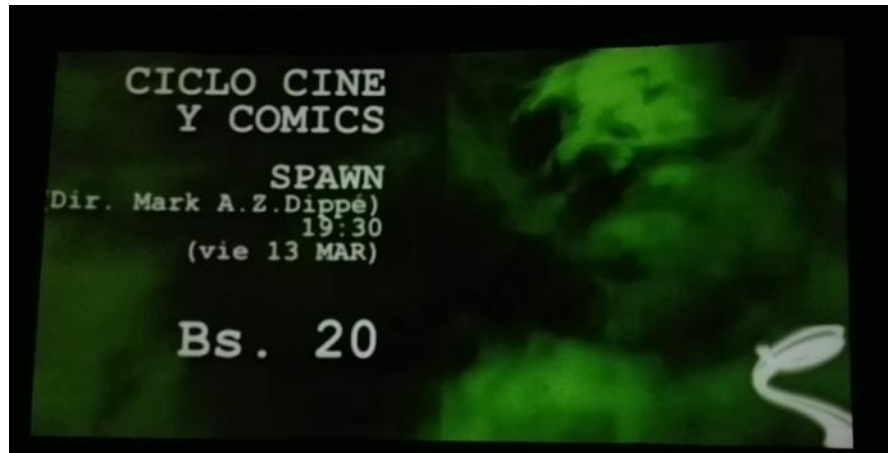 CICLO CINE
Y COMICS
SPAWN
(Dir. Mark A.Z.Dippé)
19:30
(vie 13 MAR)
Bs. 20